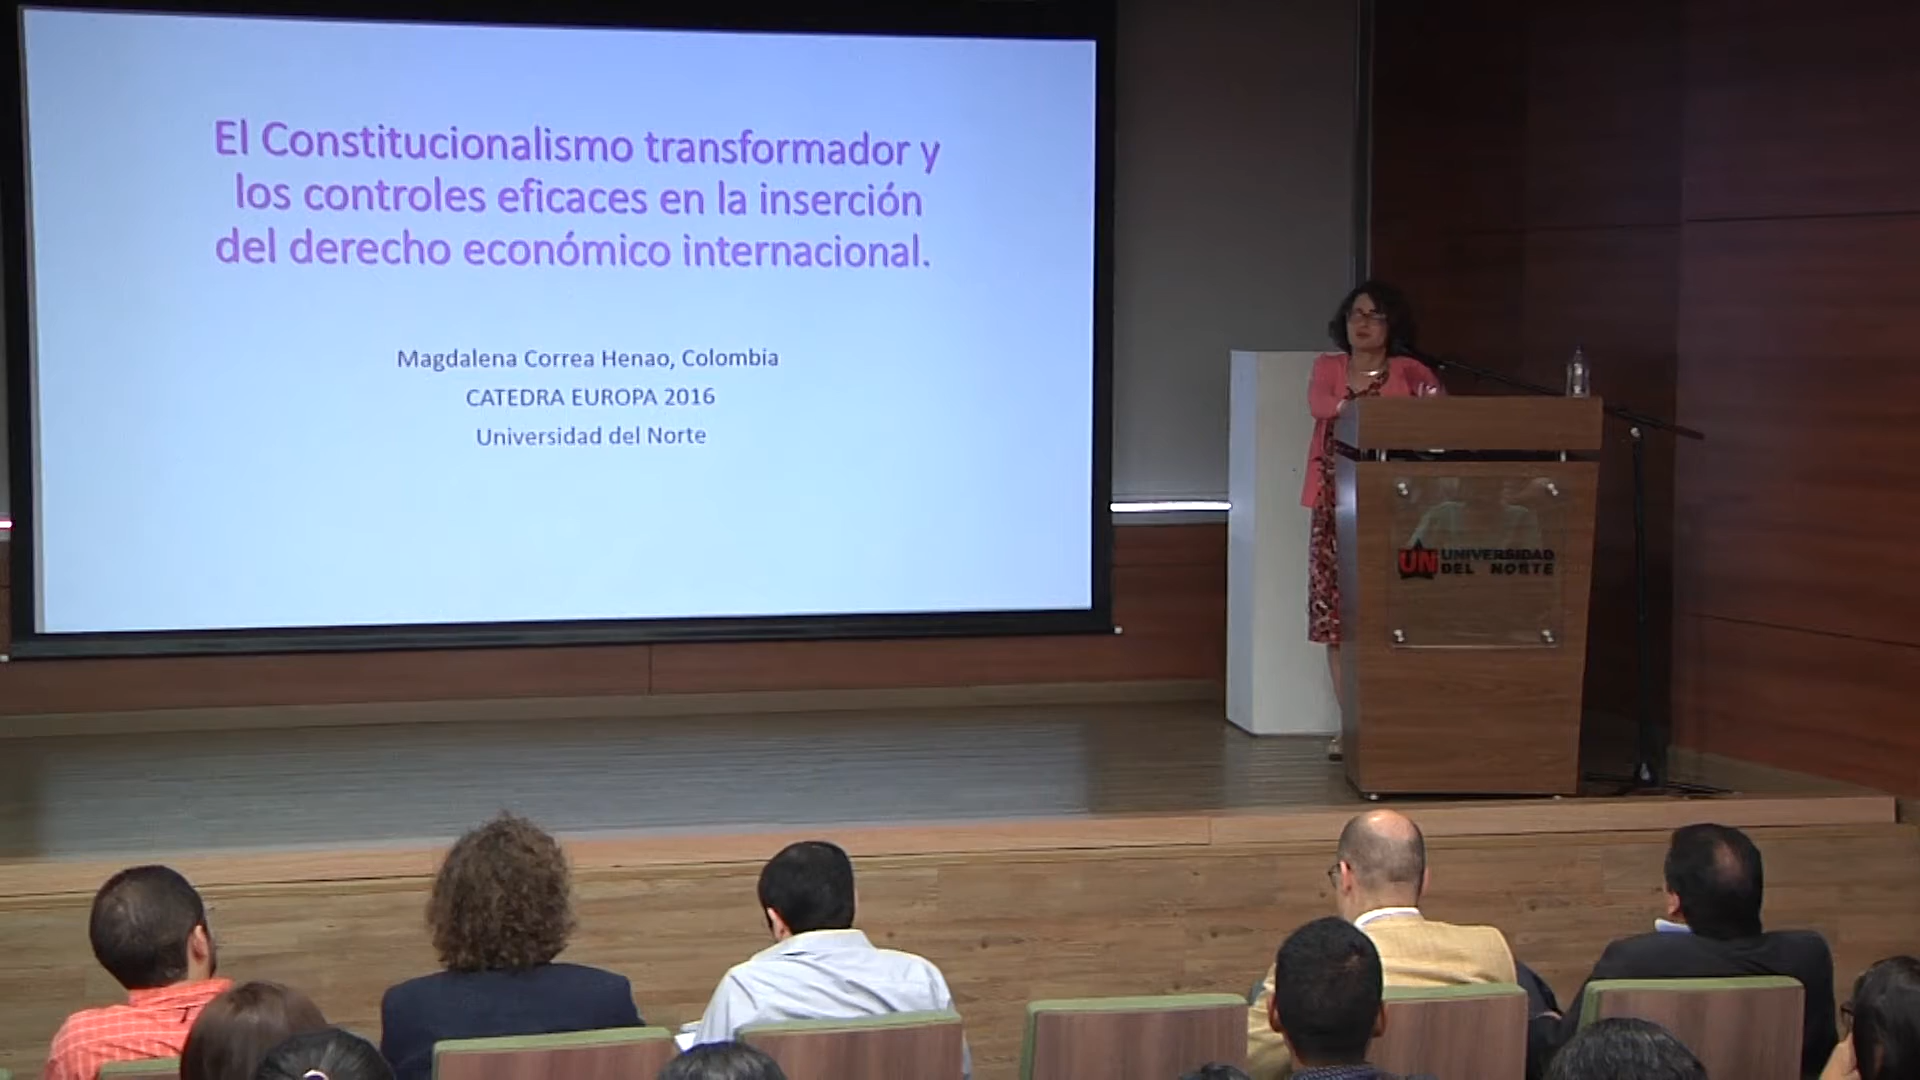 El Constitucionalismo transformador y
los controles eficaces en la inserción
del derecho económico internacional.
Magdalena Correa Henao, Colombia
CATEDRA EUROPA 2016
Universidad del Norte
UN UNIVERSIDAD
DEL NORTE